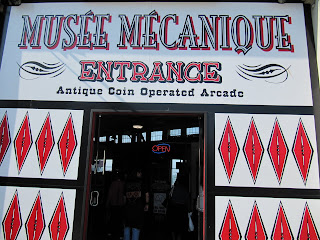 MUSÉE MÉCANIQUE
ENTRANCE
Antique Coin Operated Arcade
OPEN